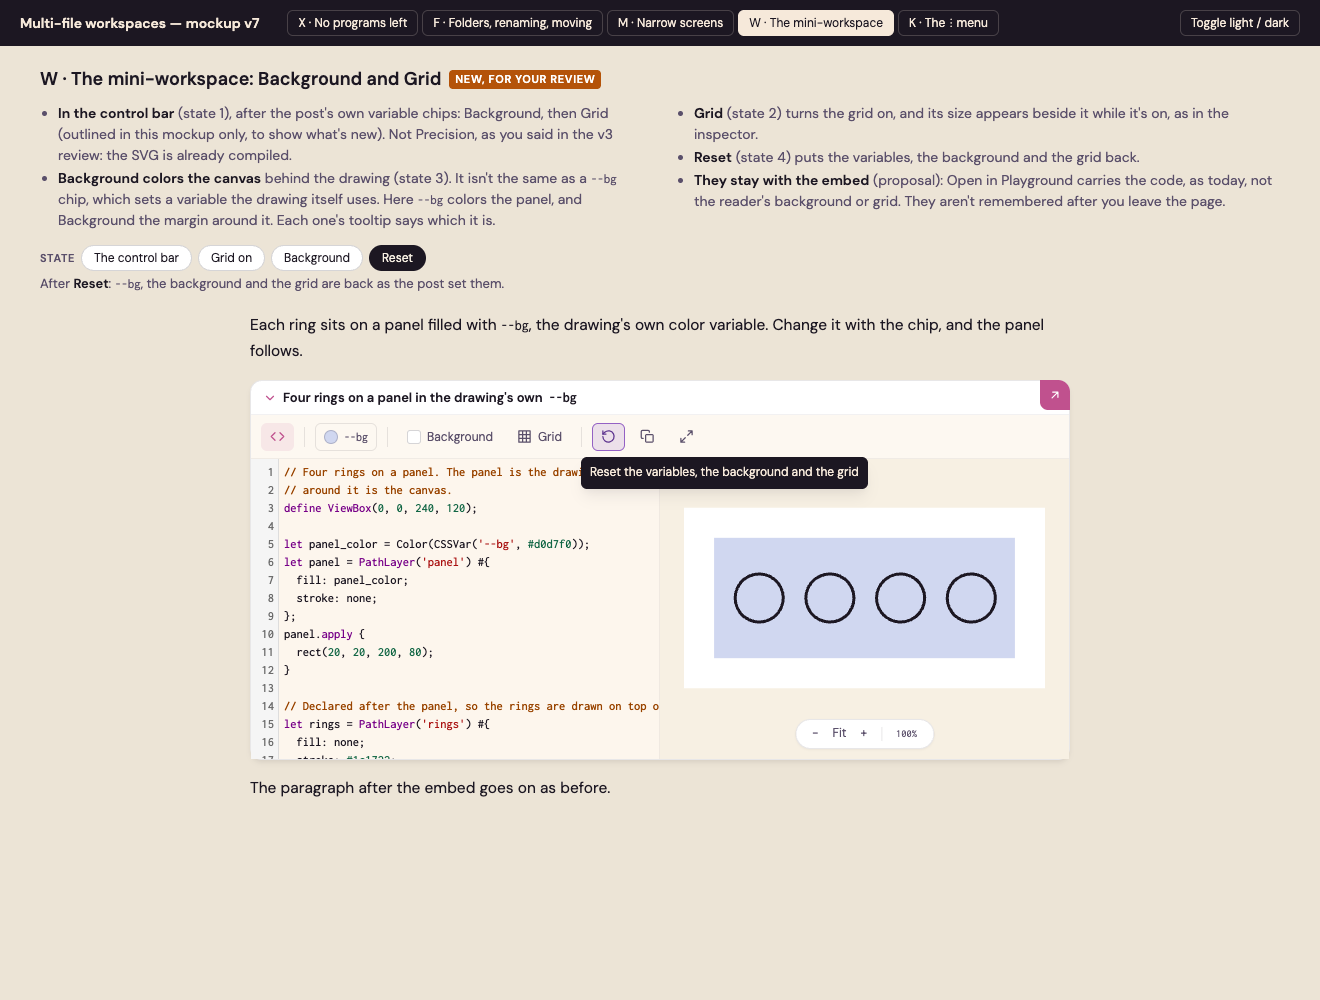 Multi-file workspaces — mockup v7
X · No programs left
F · Folders, renaming, moving
M · Narrow screens
W · The mini-workspace
K · The ⋮ menu
Toggle light / dark
W · The mini-workspace: Background and Grid
NEW, FOR YOUR REVIEW
• In the control bar (state 1), after the post's own variable chips: Background, then Grid
(outlined in this mockup only, to show what's new). Not Precision, as you said in the v3
review: the SVG is already compiled.
• Background colors the canvas behind the drawing (state 3). It isn't the same as a --bg
chip, which sets a variable the drawing itself uses. Here --bg colors the panel, and
Background the margin around it. Each one's tooltip says which it is.
• Grid (state 2) turns the grid on, and its size appears beside it while it's on, as in the
inspector.
• Reset (state 4) puts the variables, the background and the grid back.
• They stay with the embed (proposal): Open in Playground carries the code, as today, not
the reader's background or grid. They aren't remembered after you leave the page.
STATE
The control bar
Grid on
Background
Reset
After Reset: --bg, the background and the grid are back as the post set them.
Each ring sits on a panel filled with --bg, the drawing's own color variable. Change it with the chip, and the panel
follows.
Four rings on a panel in the drawing's own --bg
--bg
Background
Grid
Reset the variables, the background and the grid
1 // Four rings on a panel. The panel is the
2 // around it is the canvas.
3 define ViewBox(0, 0, 240, 120);
4
5 let panel_color = Color(CSSVar('--bg', #d0d7f0));
6 let panel = PathLayer('panel') #{
7 fill: panel_color;
8 stroke: none;
9 };
10 panel.apply {
11 rect(20, 20, 200, 80);
12 }
13
14 // Declared after the panel, so the rings are drawn on top
15 let rings = PathLayer('rings') #{
16 fill: none;
− Fit + 100%
The paragraph after the embed goes on as before.